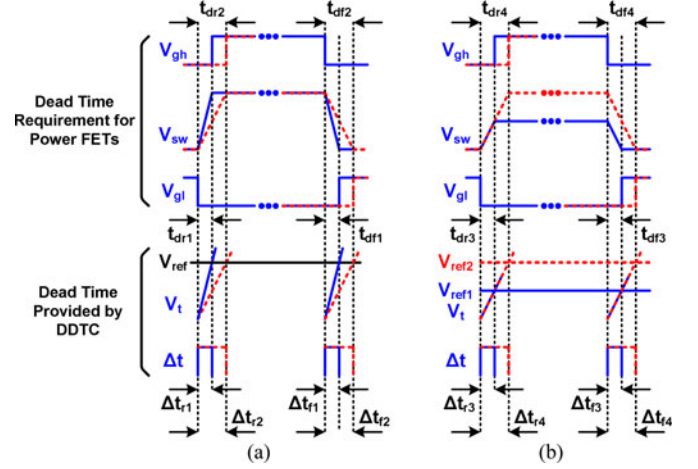 t_dr2 t_df2 t_dr4 t_df4
V_gh V_gh
Dead Time
Requirement for
Power FETs
V_sw V_sw
V_gl V_gl
t_dr1 t_df1 t_dr3 t_df3
V_ref V_ref2
Dead Time
Provided by
DDTC
V_ref1
V_t V_t
Δt Δt
Δt_r1 Δt_f1 Δt_r3 Δt_f3
Δt_r2 Δt_f2 Δt_r4 Δt_f4
(a) (b)